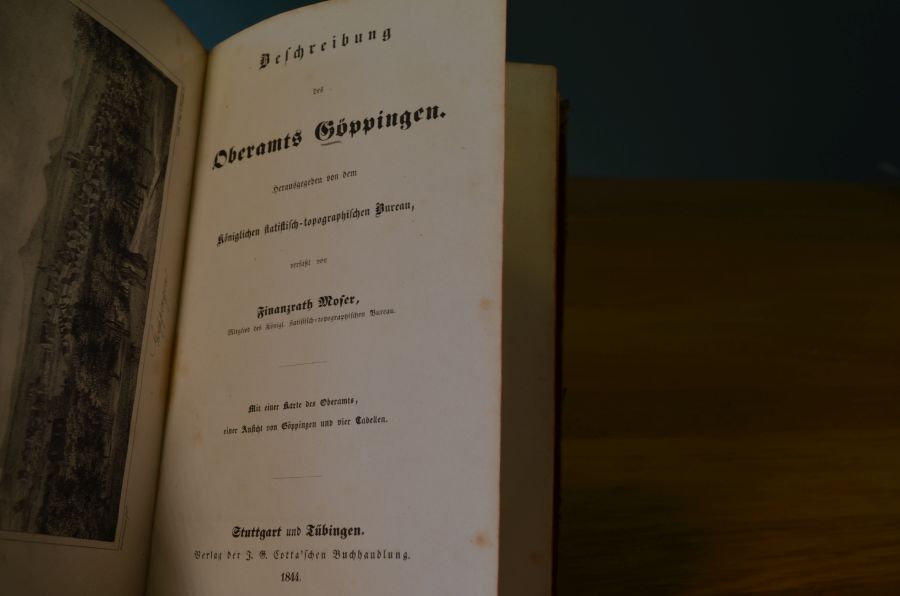 Beschreibung
des
Oberamts Göppingen.
Herausgegeben von dem
Königlichen statistisch-topographischen Bureau,
verfaßt von
Finanzrath Moser,
Mitglied des Königl. statistisch-topographischen Bureau.
Mit einer Karte des Oberamts,
einer Ansicht von Göppingen und vier Tabellen.
Stuttgart und Tübingen.
Verlag der J. G. Cotta'schen Buchhandlung.
1844.